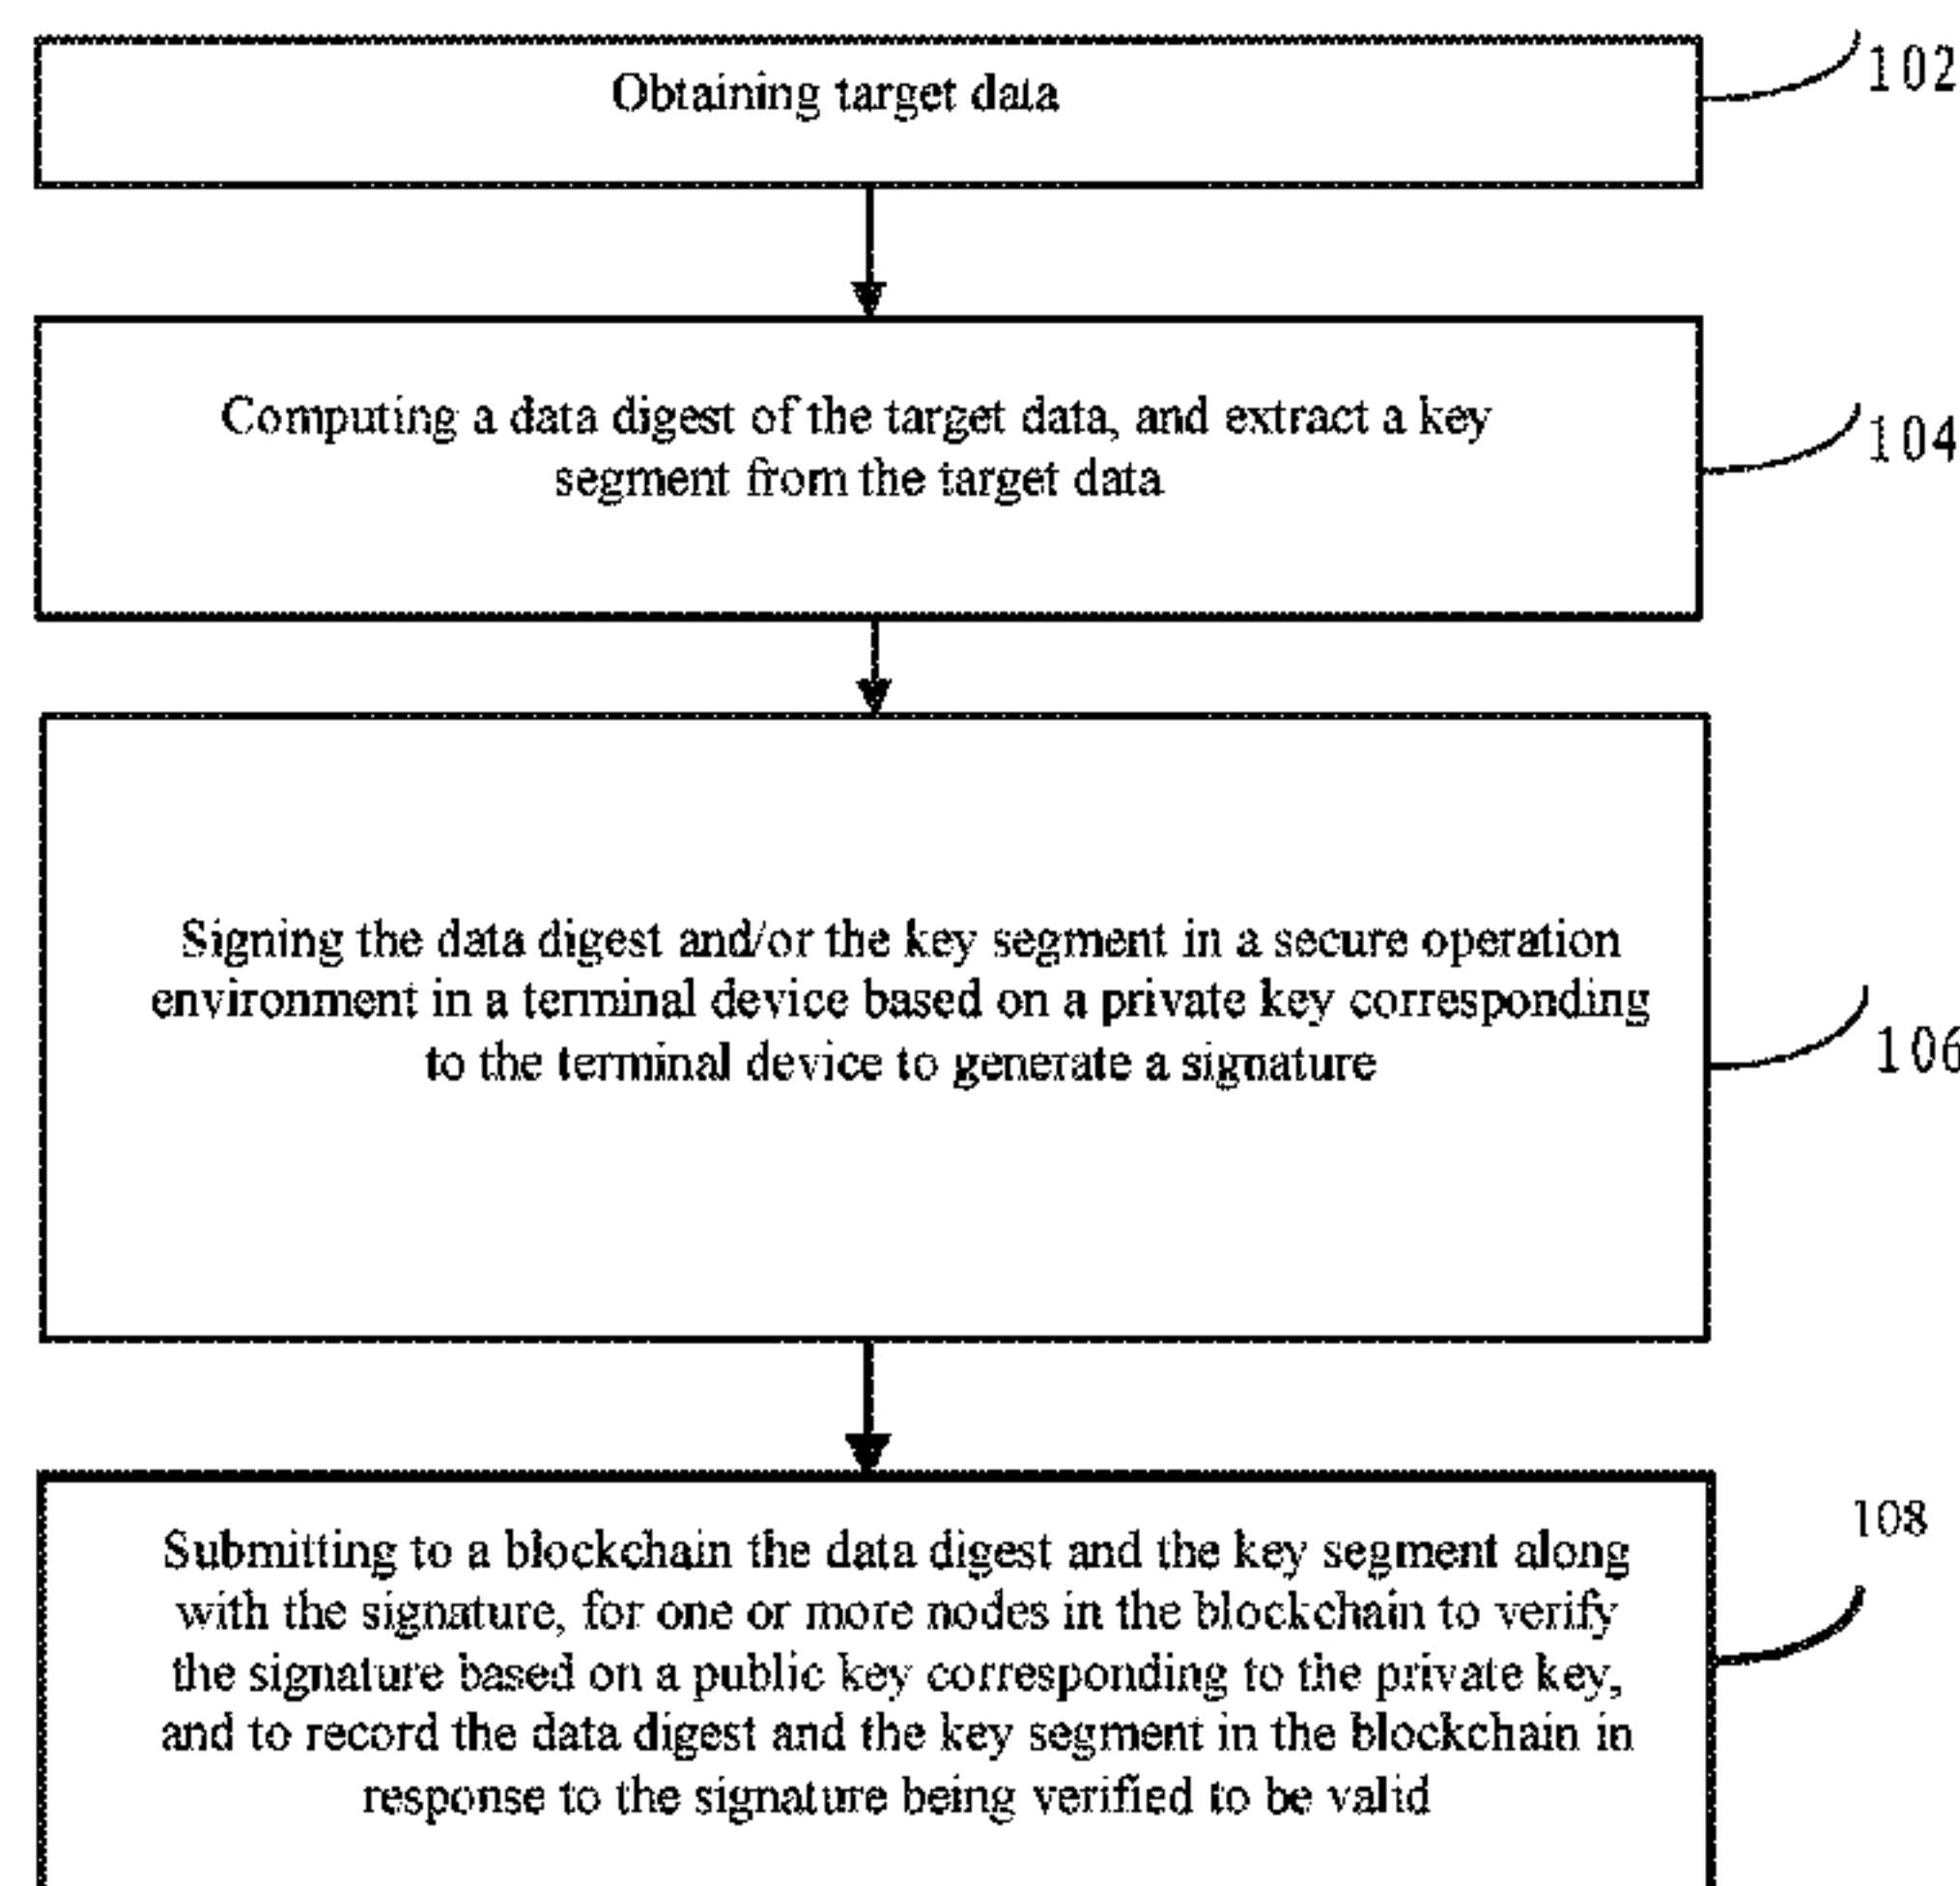 Obtaining target data
102
Computing a data digest of the target data, and extract a key
segment from the target data
104
Signing the data digest and/or the key segment in a secure operation
environment in a terminal device based on a private key corresponding
to the terminal device to generate a signature
106
108
Submitting to a blockchain the data digest and the key segment along
with the signature, for one or more nodes in the blockchain to verify
the signature based on a public key corresponding to the private key,
and to record the data digest and the key segment in the blockchain in
response to the signature being verified to be valid